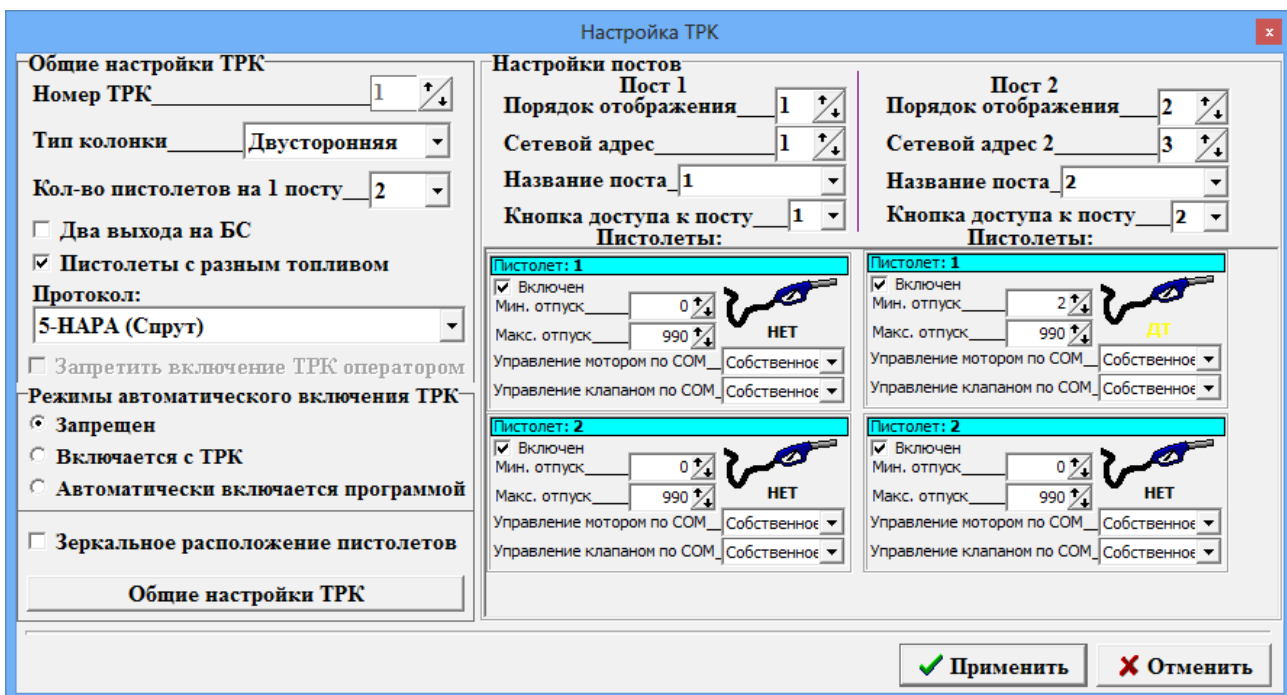 Настройка ТРК
x
Общие настройки ТРК
Номер ТРК 1
Тип колонки Двусторонняя
Кол-во пистолетов на 1 посту 2
Два выхода на БС
Пистолеты с разным топливом
Протокол:
5-НАРА (Спрут)
Запретить включение ТРК оператором
Режимы автоматического включения ТРК
Запрещен
Включается с ТРК
Автоматически включается программой
Зеркальное расположение пистолетов
Общие настройки ТРК
Настройки постов
Пост 1
Порядок отображения 1
Сетевой адрес 1
Название поста 1
Кнопка доступа к посту 1
Пистолеты:
Пистолет: 1
Включен
Мин. отпуск 0
Макс. отпуск 990
НЕТ
Управление мотором по COM Собственное
Управление клапаном по COM Собственное
Пистолет: 2
Включен
Мин. отпуск 0
Макс. отпуск 990
НЕТ
Управление мотором по COM Собственное
Управление клапаном по COM Собственное
Пост 2
Порядок отображения 2
Сетевой адрес 2 3
Название поста 2
Кнопка доступа к посту 2
Пистолеты:
Пистолет: 1
Включен
Мин. отпуск 2
Макс. отпуск 990
ДТ
Управление мотором по COM Собственное
Управление клапаном по COM Собственное
Пистолет: 2
Включен
Мин. отпуск 0
Макс. отпуск 990
НЕТ
Управление мотором по COM Собственное
Управление клапаном по COM Собственное
Применить
Отменить